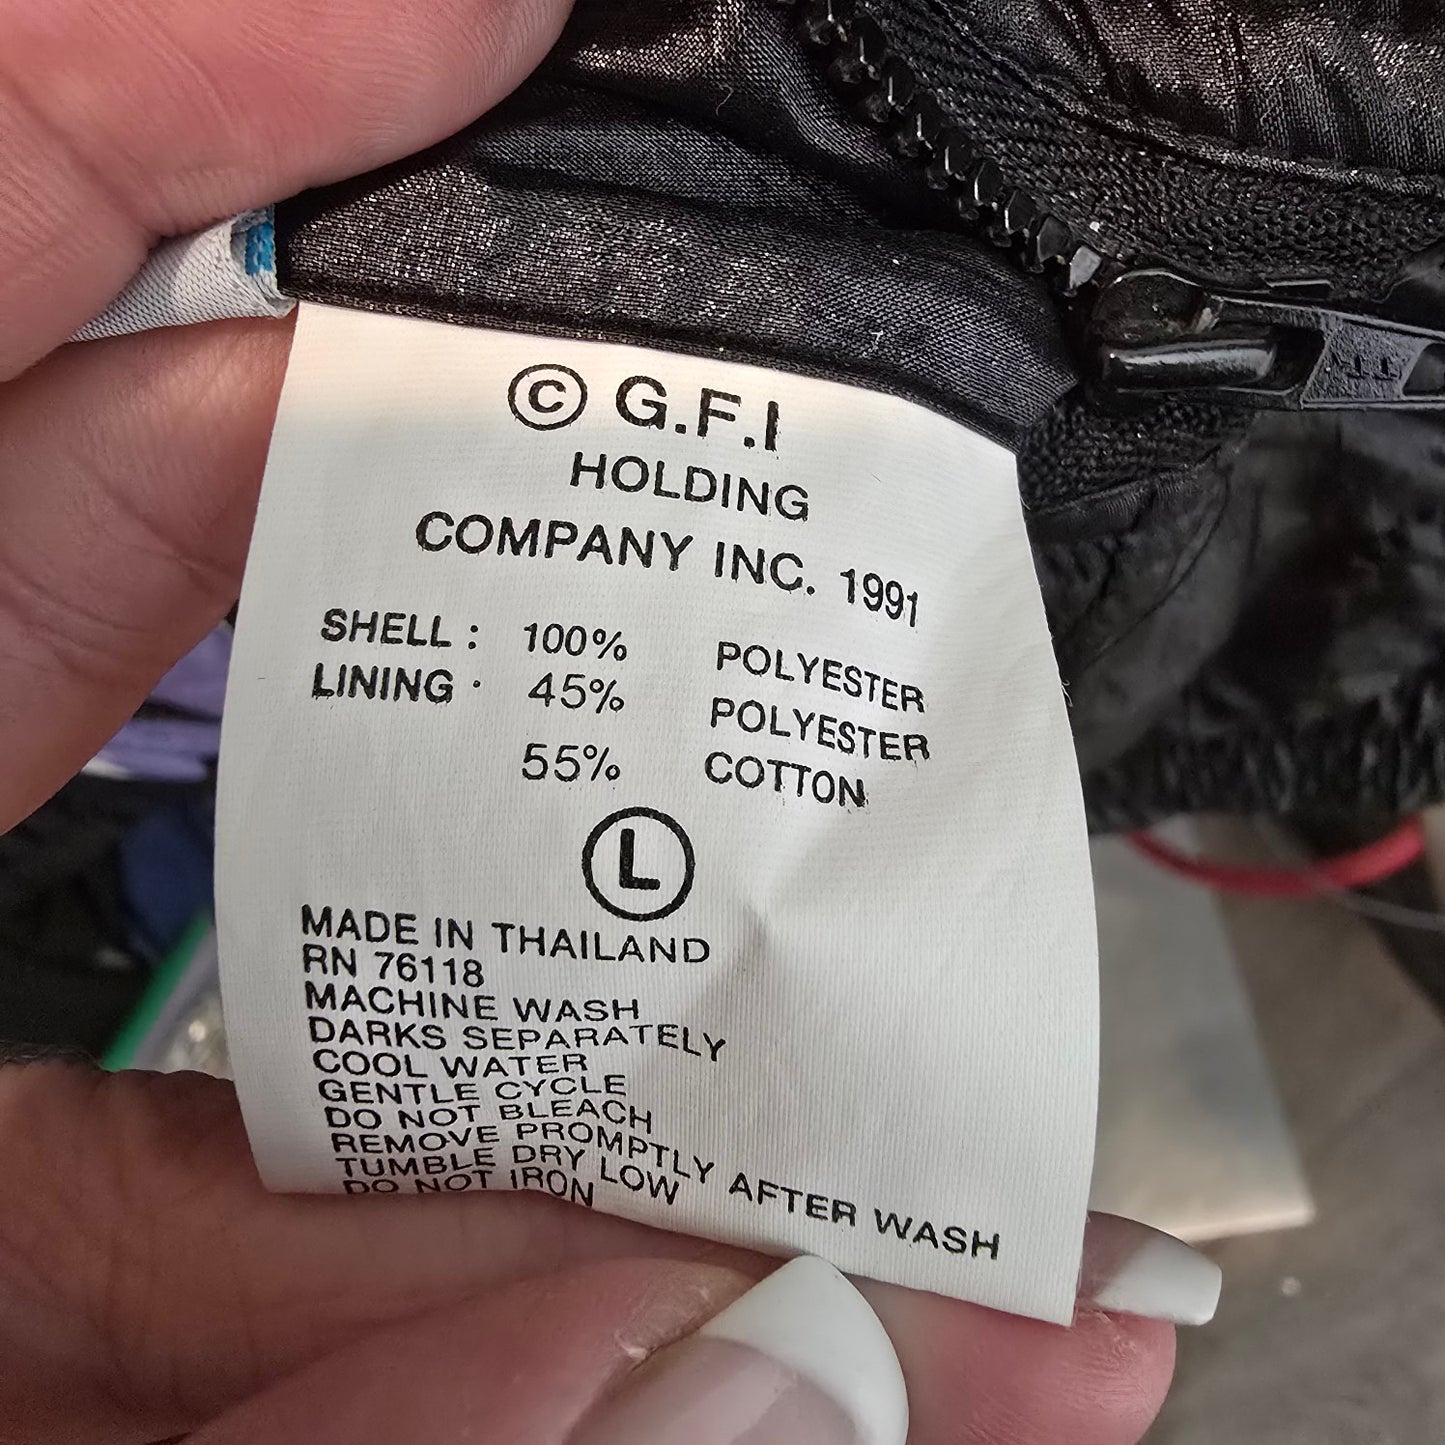 © G.F.I
HOLDING
COMPANY INC. 1991
SHELL : 100% POLYESTER
LINING · 45% POLYESTER
55% COTTON
L
MADE IN THAILAND
RN 76118
MACHINE WASH
DARKS SEPARATELY
COOL WATER
GENTLE CYCLE
DO NOT BLEACH
REMOVE PROMPTLY AFTER WASH
TUMBLE DRY LOW
DO NOT IRON